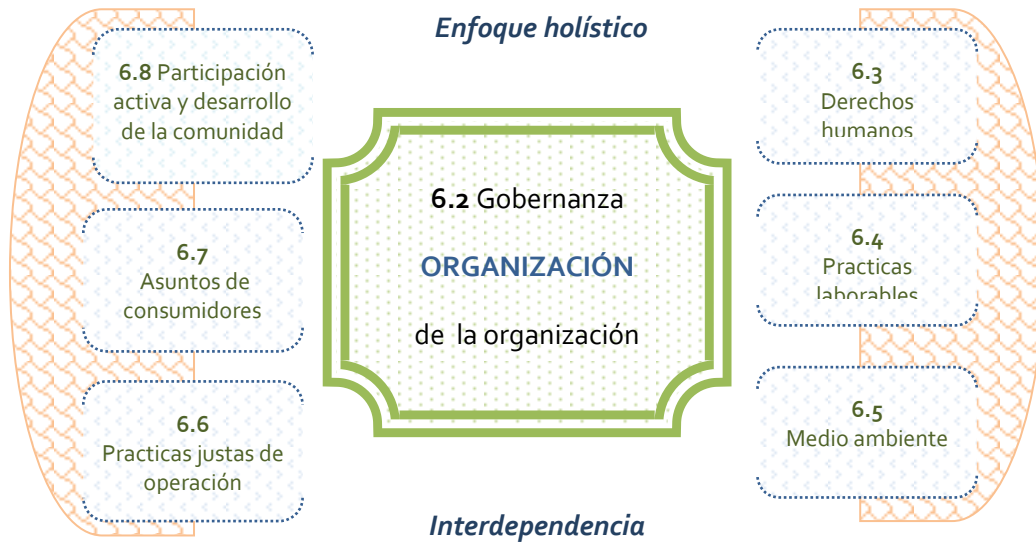 Enfoque holístico
6.8 Participación
activa y desarrollo
de la comunidad
6.3
Derechos
humanos
6.2 Gobernanza
ORGANIZACIÓN
de la organización
6.7
Asuntos de
consumidores
6.4
Practicas
laborables
6.6
Practicas justas de
operación
6.5
Medio ambiente
Interdependencia